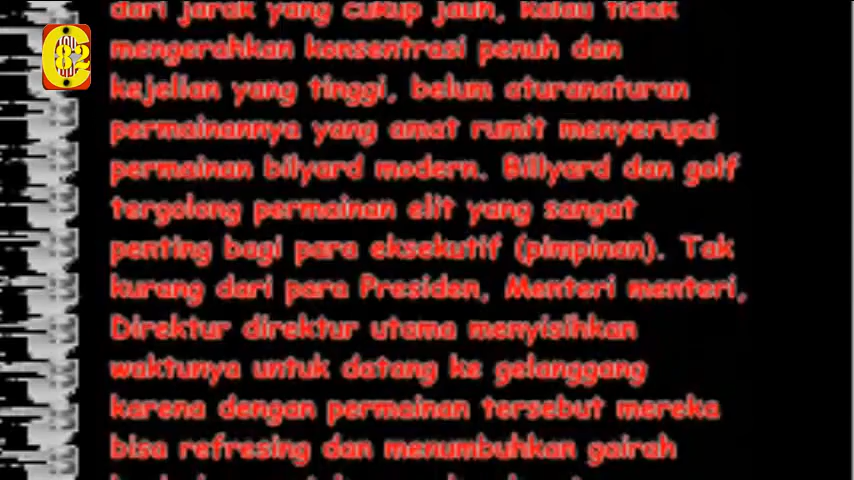 dari jarak yang cukup jauh, kalau tidak
mengerahkan konsentrasi penuh dan
kejelian yang tinggi, belum aturanaturan
permainannya yang amat rumit menyerupai
permainan bilyard modern. Billyard dan golf
tergolong permainan elit yang sangat
penting bagi para eksekutif (pimpinan). Tak
kurang dari para Presiden, Menteri menteri,
Direktur direktur utama menyisihkan
waktunya untuk datang ke gelanggang
karena dengan permainan tersebut mereka
bisa refresing dan menumbuhkan gairah